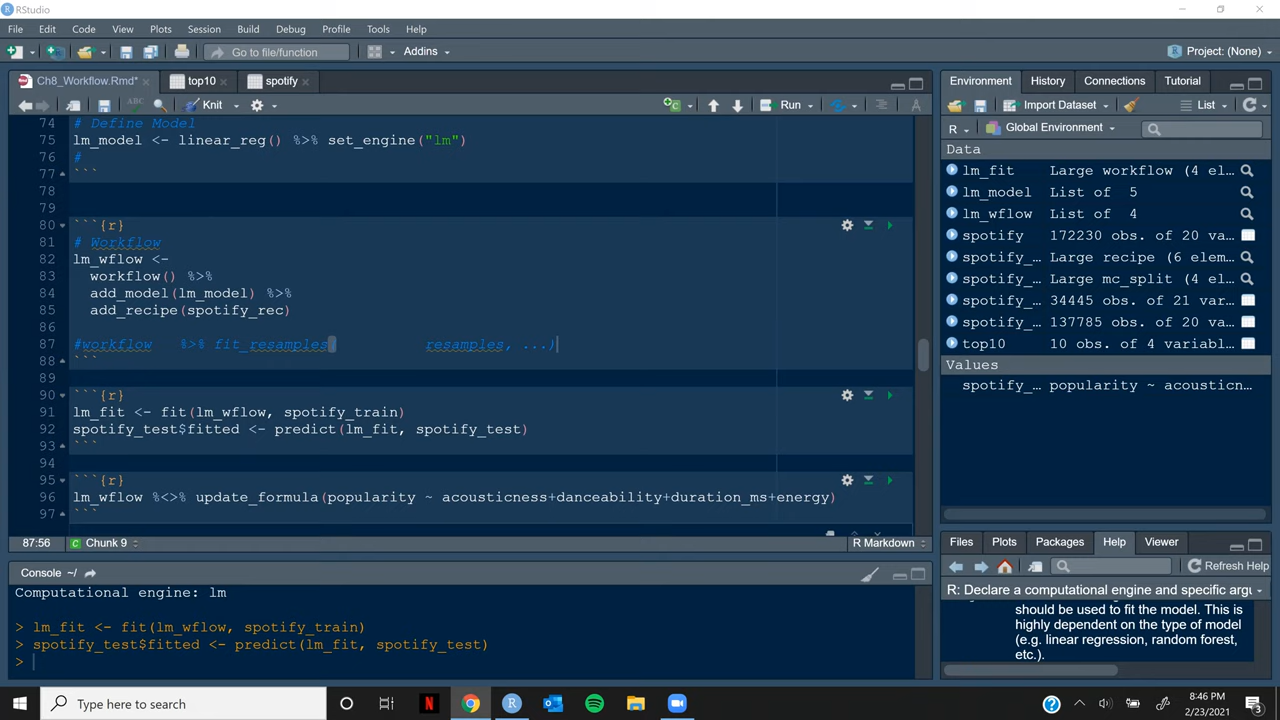 RStudio
File Edit Code View Plots Session Build Debug Profile Tools Help
Go to file/function Addins Project: (None)
Ch8_Workflow.Rmd* top10 spotify
Knit Run
74 # Define Model
75 lm_model <- linear_reg() %>% set_engine("lm")
76 #
77 ```
78
79
80 ```{r}
81 # Workflow
82 lm_wflow <-
83 workflow() %>%
84 add_model(lm_model) %>%
85 add_recipe(spotify_rec)
86
87 #workflow %>% fit_resamples( resamples, ...)
88 ```
89
90 ```{r}
91 lm_fit <- fit(lm_wflow, spotify_train)
92 spotify_test$fitted <- predict(lm_fit, spotify_test)
93 ```
94
95 ```{r}
96 lm_wflow %<>% update_formula(popularity ~ acousticness+danceability+duration_ms+energy)
97 ```
87:56 Chunk 9 R Markdown
Console ~/
Computational engine: lm
> lm_fit <- fit(lm_wflow, spotify_train)
> spotify_test$fitted <- predict(lm_fit, spotify_test)
>
Environment History Connections Tutorial
Import Dataset List
R Global Environment
Data
lm_fit Large workflow (4 el…
lm_model List of 5
lm_wflow List of 4
spotify 172230 obs. of 20 va…
spotify_… Large recipe (6 elem…
spotify_… Large mc_split (4 el…
spotify_… 34445 obs. of 21 var…
spotify_… 137785 obs. of 20 va…
top10 10 obs. of 4 variabl…
Values
spotify_… popularity ~ acousticn…
Files Plots Packages Help Viewer
Refresh Help
R: Declare a computational engine and specific argu
should be used to fit the model. This is
highly dependent on the type of model
(e.g. linear regression, random forest,
etc.).
Type here to search
8:46 PM
2/23/2021
3